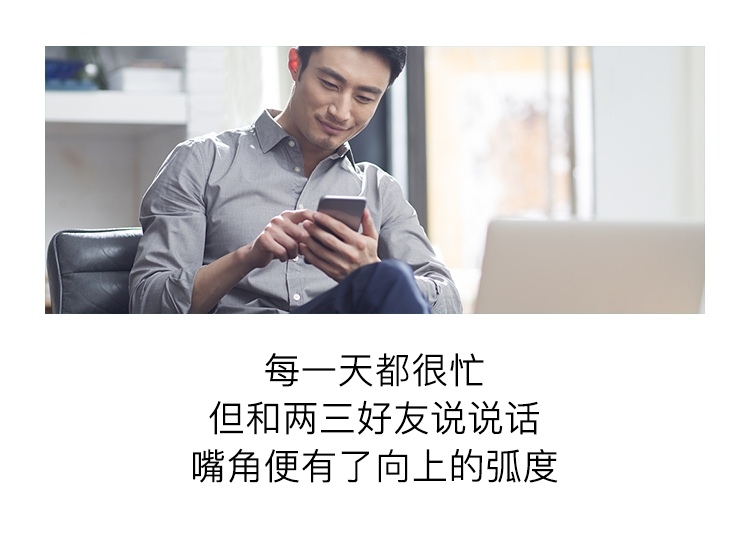 每一天都很忙
但和两三好友说说话
嘴角便有了向上的弧度